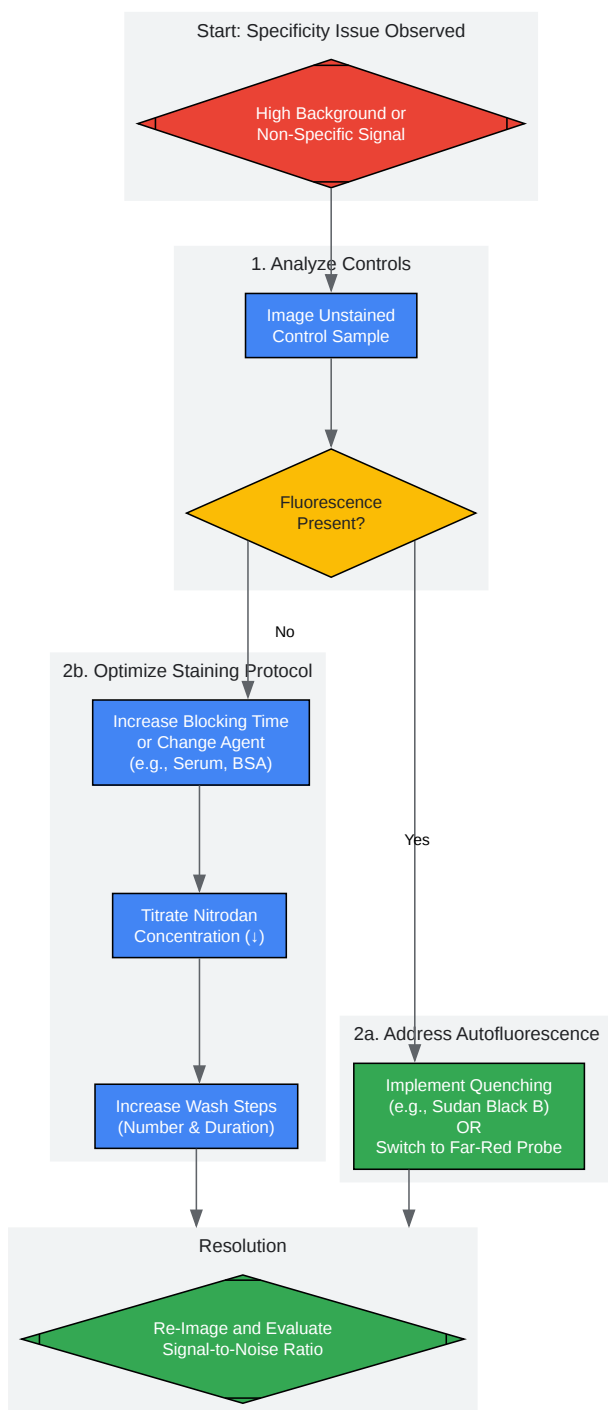 Start: Specificity Issue Observed
High Background or
Non-Specific Signal
1. Analyze Controls
Image Unstained
Control Sample
Fluorescence
Present?
No
2b. Optimize Staining Protocol
Increase Blocking Time
or Change Agent
(e.g., Serum, BSA)
Yes
Titrate Nitrodan
Concentration (↓)
2a. Address Autofluorescence
Implement Quenching
(e.g., Sudan Black B)
OR
Switch to Far-Red Probe
Increase Wash Steps
(Number & Duration)
Resolution
Re-Image and Evaluate
Signal-to-Noise Ratio